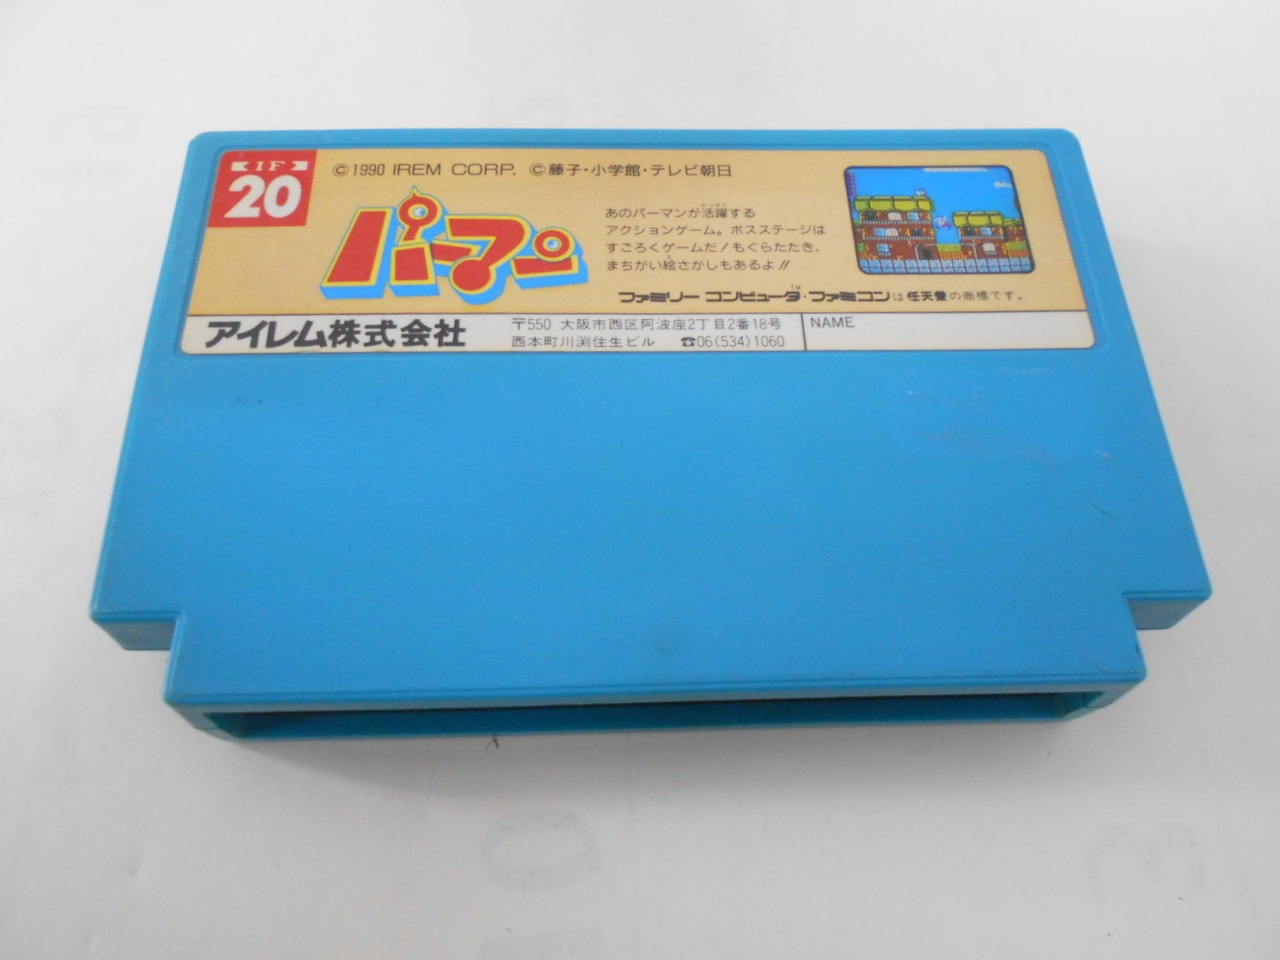 IF
20
©1990 IREM CORP. ©藤子・小学館・テレビ朝日
パーマン
あのパーマンが活躍する
アクションゲーム。ボスステージは
すごろくゲームだ!もぐらたたき、
まちがい絵さがしもあるよ!!
ファミリーコンピュータ™・ファミコンは任天堂の商標です。
アイレム株式会社
〒550 大阪市西区阿波座2丁目2番18号
西本町川渕住生ビル ☎06(534)1060
NAME